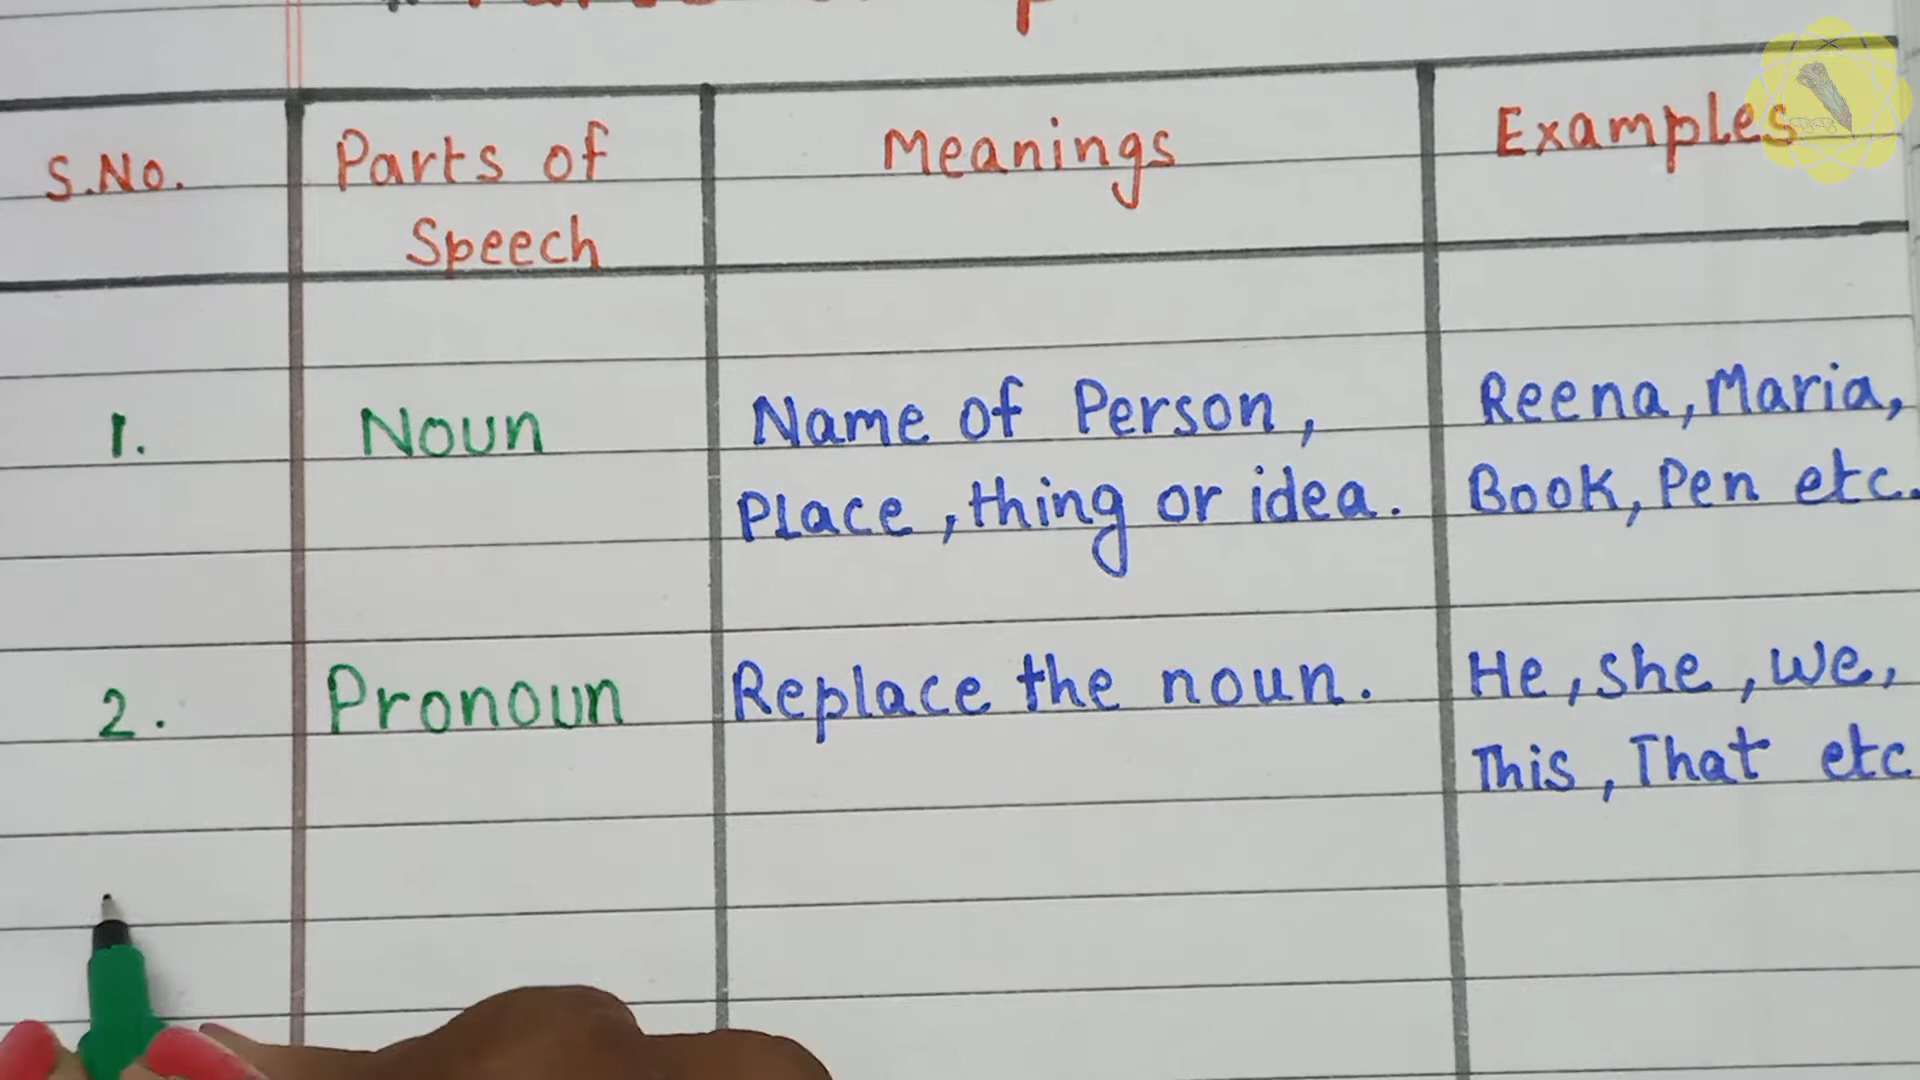 S.No.
Parts of
Speech
Meanings
Examples
1.
Noun
Name of Person,
Place, thing or idea.
Reena, Maria,
Book, Pen etc.
2.
Pronoun
Replace the noun.
He, she, we,
This, That etc